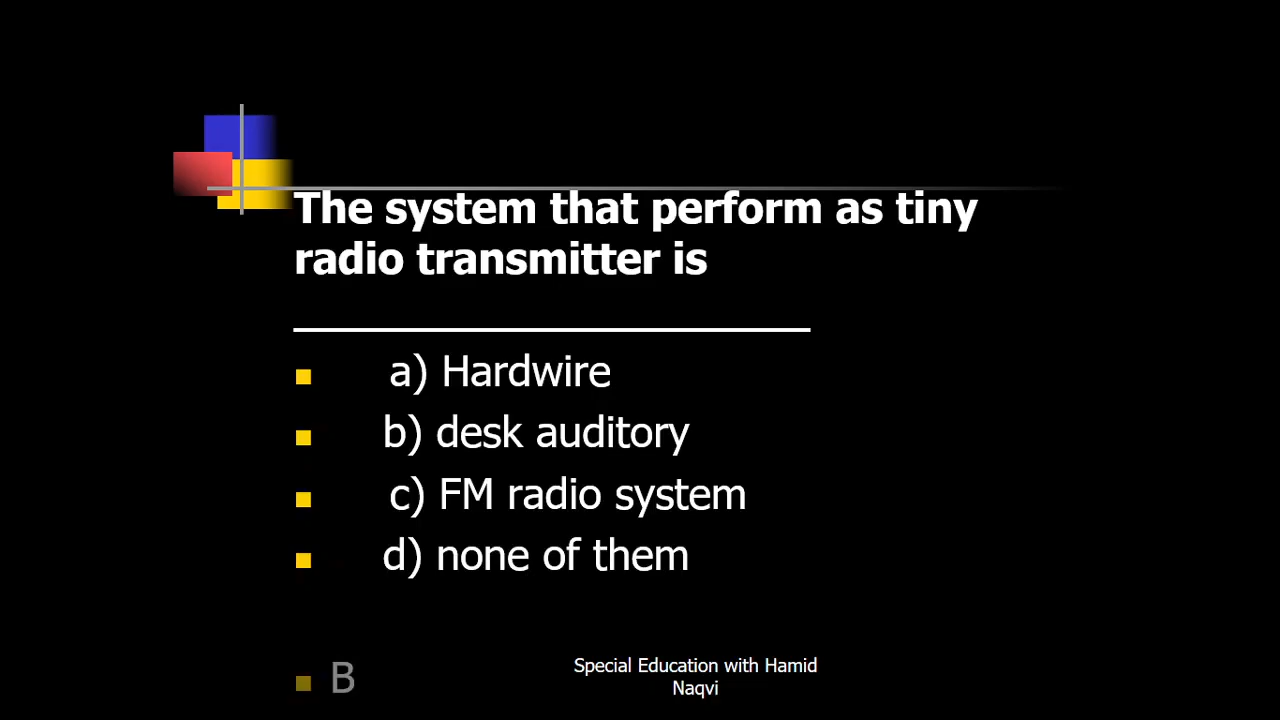 The system that perform as tiny
radio transmitter is
______________________
a) Hardwire
b) desk auditory
c) FM radio system
d) none of them
B
Special Education with Hamid
Naqvi